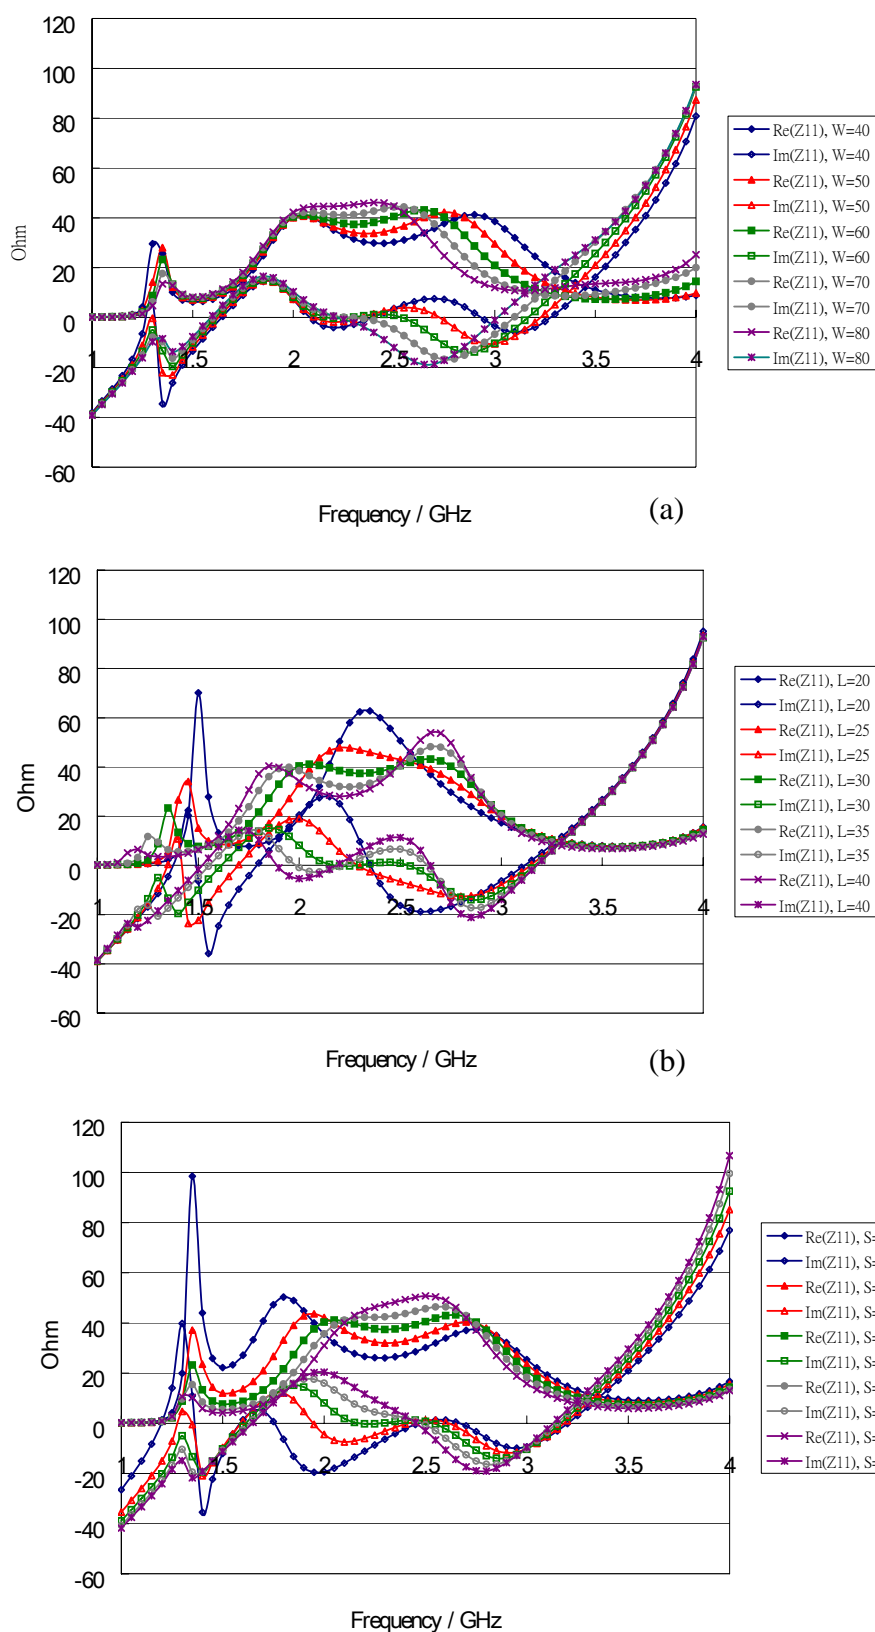 120
100
80
60
40
20
0
-20
-40
-60
Ohm
1
1.5
2
2.5
3
3.5
4
Re(Z11), W=40
Im(Z11), W=40
Re(Z11), W=50
Im(Z11), W=50
Re(Z11), W=60
Im(Z11), W=60
Re(Z11), W=70
Im(Z11), W=70
Re(Z11), W=80
Im(Z11), W=80
Frequency / GHz
(a)
120
100
80
60
40
20
0
-20
-40
-60
Ohm
1
1.5
2
2.5
3
3.5
4
Re(Z11), L=20
Im(Z11), L=20
Re(Z11), L=25
Im(Z11), L=25
Re(Z11), L=30
Im(Z11), L=30
Re(Z11), L=35
Im(Z11), L=35
Re(Z11), L=40
Im(Z11), L=40
Frequency / GHz
(b)
120
100
80
60
40
20
0
-20
-40
-60
Ohm
1
1.5
2
2.5
3
3.5
4
Re(Z11), S=
Im(Z11), S=
Re(Z11), S=
Im(Z11), S=
Re(Z11), S=
Im(Z11), S=
Re(Z11), S=
Im(Z11), S=
Re(Z11), S=
Im(Z11), S=
Frequency / GHz